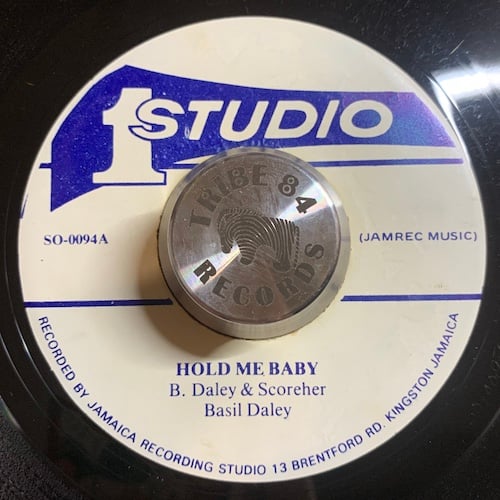 1 STUDIO
TRIBE 84
RECORDS
SO-0094A
(JAMREC MUSIC)
HOLD ME BABY
B. Daley & Scoreher
Basil Daley
RECORDED BY JAMAICA RECORDING STUDIO 13 BRENTFORD RD. KINGSTON JAMAICA